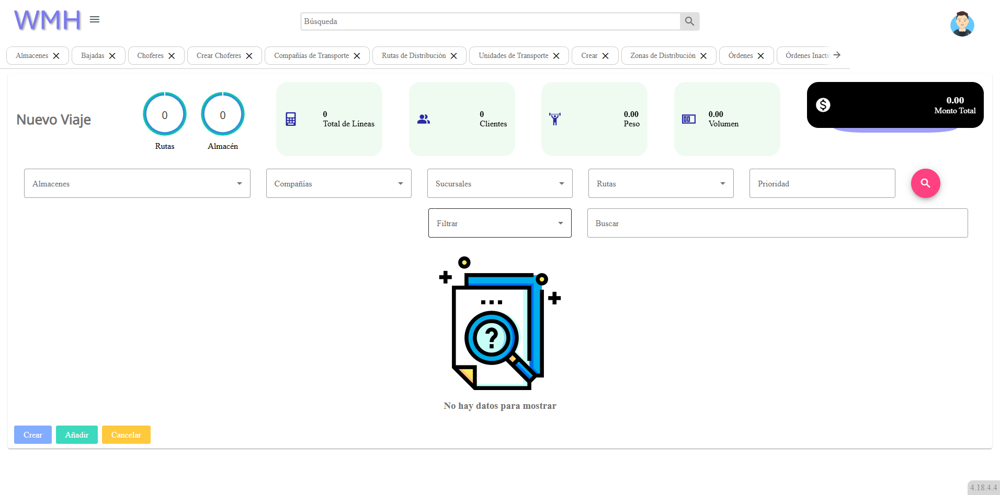 WMH
Búsqueda
Almacenes
Bajadas
Choferes
Crear Choferes
Compañías de Transporte
Rutas de Distribución
Unidades de Transporte
Crear
Zonas de Distribución
Órdenes
Órdenes Inacti
Nuevo Viaje
0
Rutas
0
Almacén
0
Total de Líneas
0
Clientes
0.00
Peso
0.00
Volumen
$
0.00
Monto Total
Almacenes
Compañías
Sucursales
Rutas
Prioridad
Filtrar
Buscar
?
No hay datos para mostrar
Crear
Añadir
Cancelar
4.18.4.4